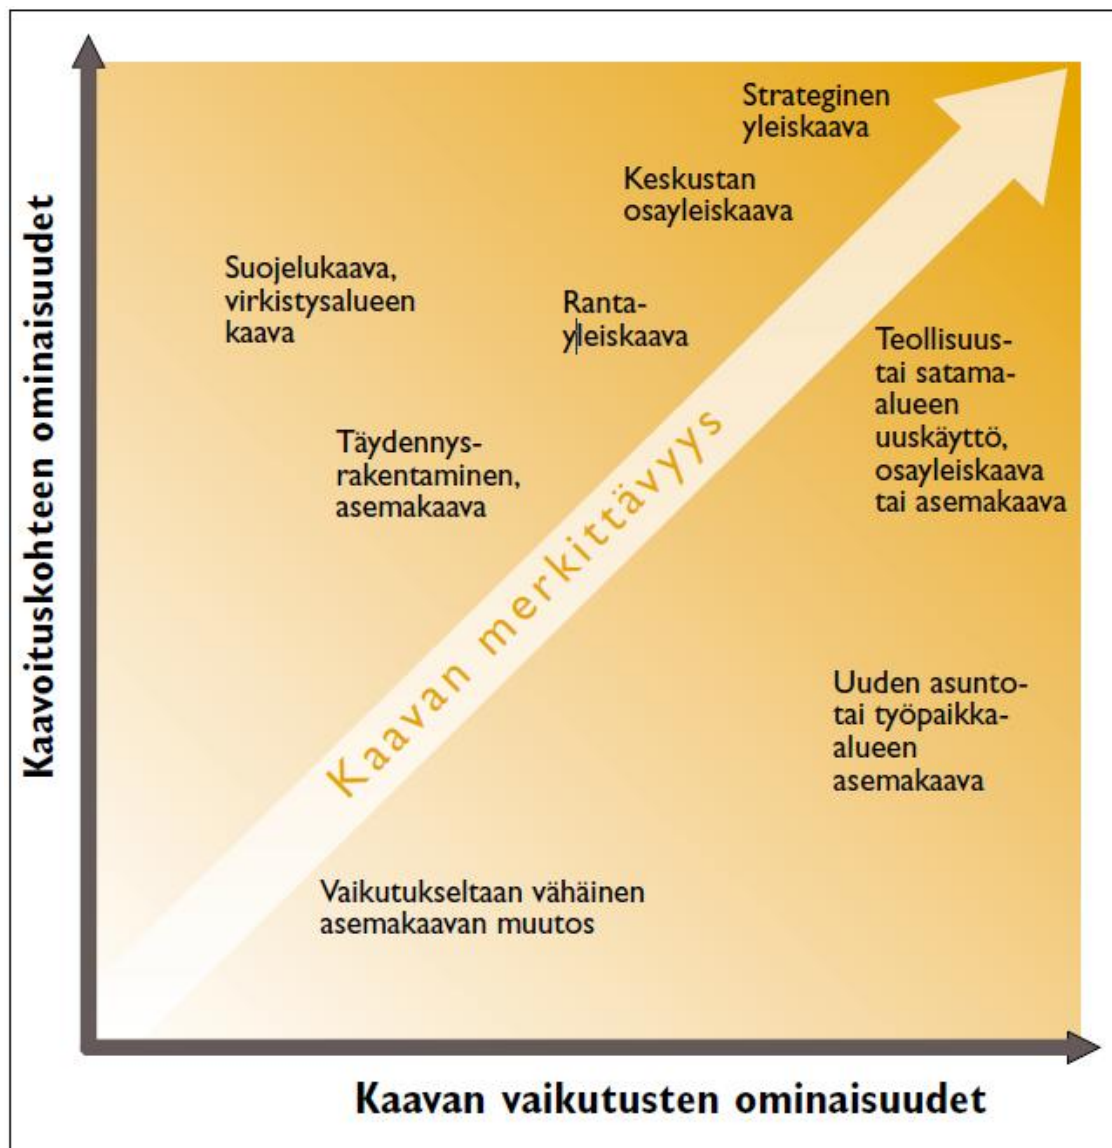 Strateginen
yleiskaava
Keskustan
osayleiskaava
Suojelukaava,
virkistysalueen
kaava
Ranta-
yleiskaava
Teollisuus-
tai satama-
alueen
uuskäyttö,
osayleiskaava
tai asemakaava
Täydennys-
rakentaminen,
asemakaava
Kaavan merkittävyys
Uuden asunto-
tai työpaikka-
alueen
asemakaava
Vaikutukseltaan vähäinen
asemakaavan muutos
Kaavoituskohteen ominaisuudet
Kaavan vaikutusten ominaisuudet